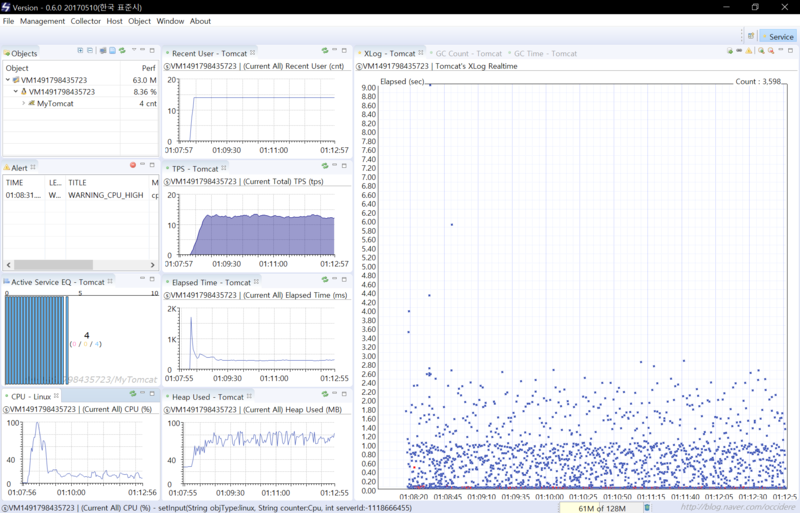 Version - 0.6.0 20170510(한국 표준시)
File Management Collector Host Object Window About
Service
Objects
Object Perf
VM1491798435723 63.0 M
VM1491798435723 8.36 %
MyTomcat 4 cnt
Alert
TIME LE... TITLE M
01:08:31.... W... WARNING_CPU_HIGH cp
Active Service EQ - Tomcat
0 5 10
4
(0 / 0 / 4)
98435723/MyTomcat
CPU - Linux
VM1491798435723 | (Current All) CPU (%)
100
40
0
01:07:56 01:10:00 01:12:56
Recent User - Tomcat
VM1491798435723 | (Current All) Recent User (cnt)
20
10
0
01:07:57 01:09:30 01:11:00 01:12:57
TPS - Tomcat
VM1491798435723 | (Current Total) TPS (tps)
20
10
0
01:07:57 01:09:30 01:11:00 01:12:57
Elapsed Time - Tomcat
VM1491798435723 | (Current All) Elapsed Time (ms)
2K
1K
0
01:07:55 01:09:30 01:11:00 01:12:55
Heap Used - Tomcat
VM1491798435723 | (Current All) Heap Used (MB)
100
40
0
01:07:57 01:09:30 01:11:00 01:12:57
XLog - Tomcat GC Count - Tomcat GC Time - Tomcat
VM1491798435723 | Tomcat's XLog Realtime
Elapsed (sec) Count : 3,598
9.00
8.80
8.60
8.40
8.20
8.00
7.80
7.60
7.40
7.20
7.00
6.80
6.60
6.40
6.20
6.00
5.80
5.60
5.40
5.20
5.00
4.80
4.60
4.40
4.20
4.00
3.80
3.60
3.40
3.20
3.00
2.80
2.60
2.40
2.20
2.00
1.80
1.60
1.40
1.20
1.00
0.80
0.60
0.40
0.20
0.00
01:08:20 01:08:45 01:09:10 01:09:35 01:10:00 01:10:25 01:10:50 01:11:15 01:11:40 01:12:05 01:12:30 01:12:5
VM1491798435723 | (Current All) CPU (%) - setInput(String objType:linux, String counter:Cpu, int serverId:-1118666455)
61M of 128M
http://blog.naver.com/occidere